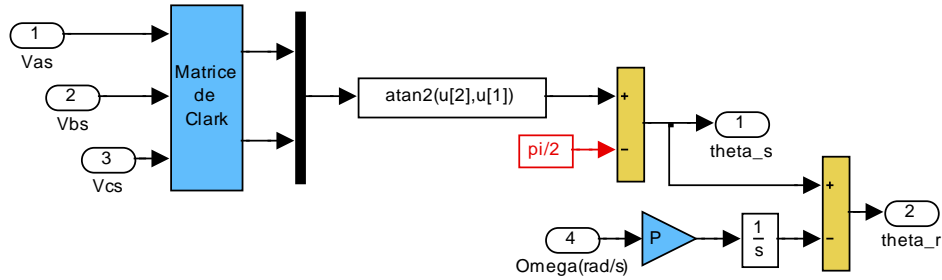 1
Vas
2
Vbs
3
Vcs
Matrice
de
Clark
atan2(u[2],u[1])
pi/2
+
−
1
theta_s
4
Omega(rad/s)
P
1
s
+
−
2
theta_r